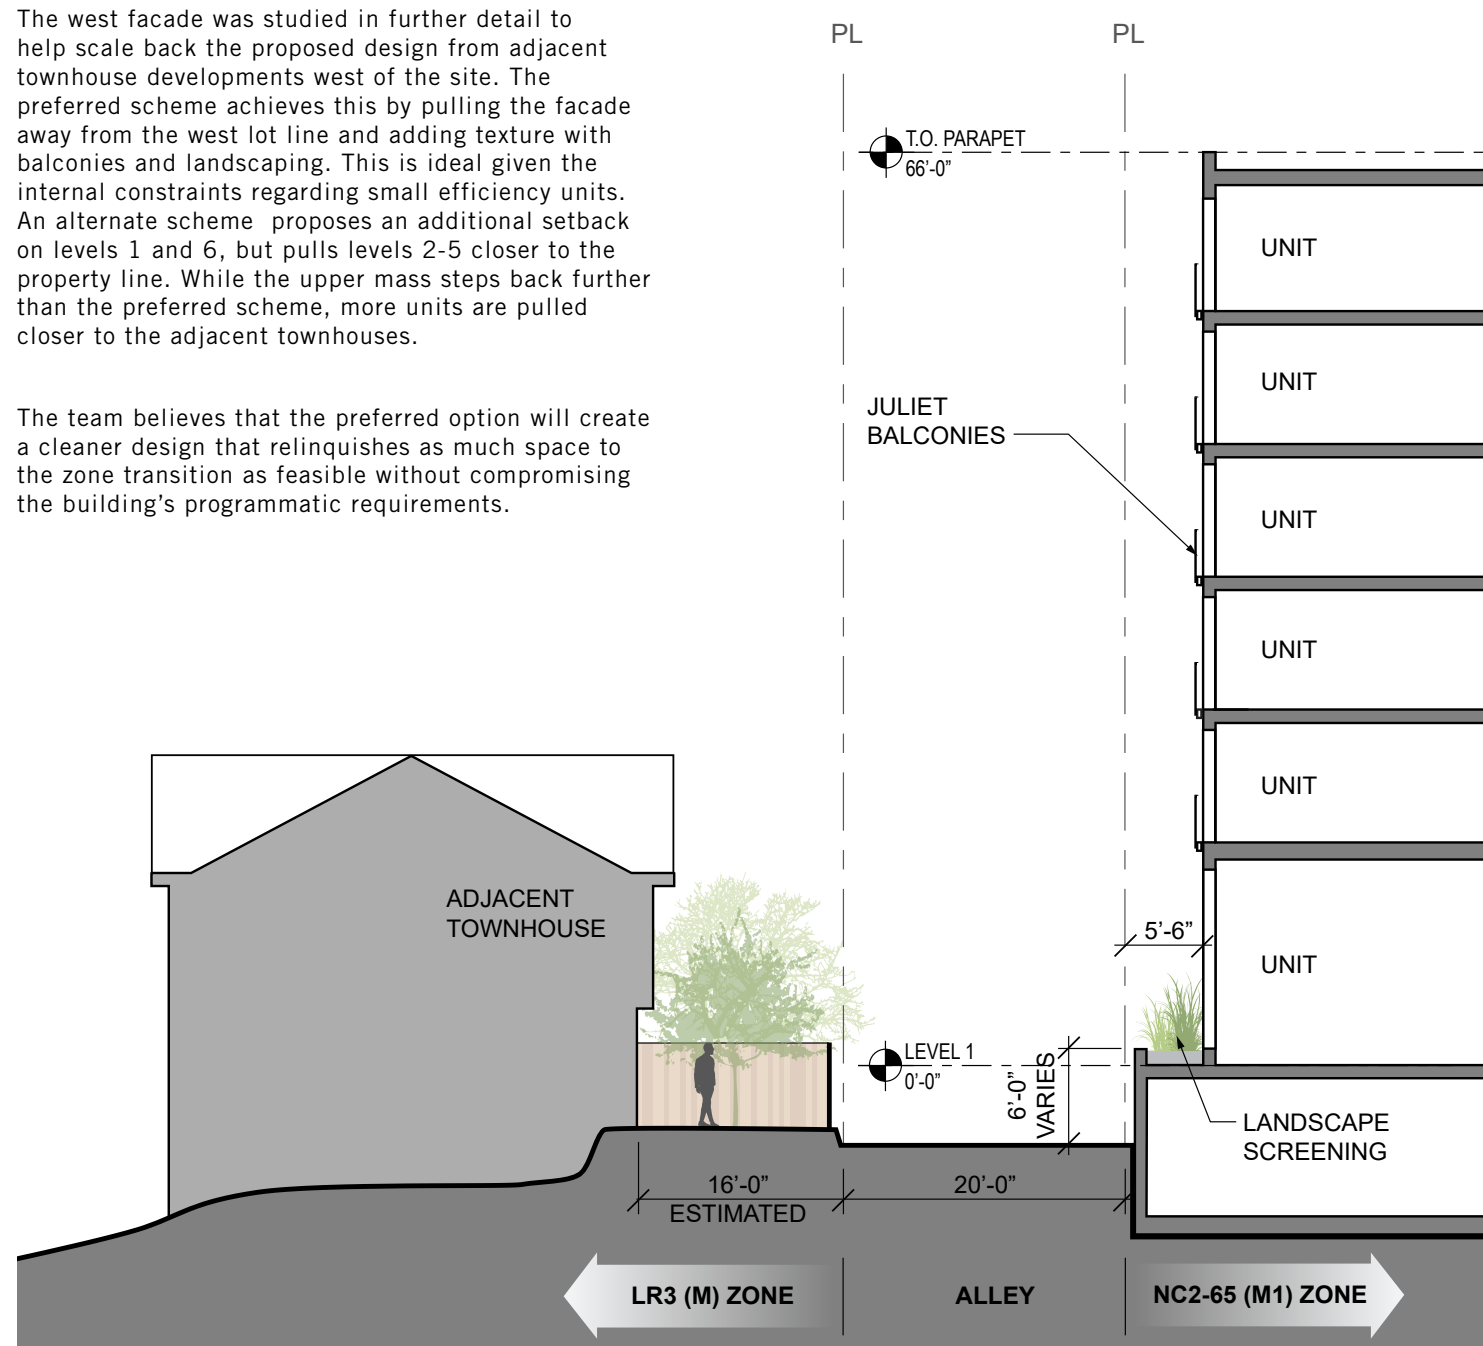 The west facade was studied in further detail to
help scale back the proposed design from adjacent
townhouse developments west of the site. The
preferred scheme achieves this by pulling the facade
away from the west lot line and adding texture with
balconies and landscaping. This is ideal given the
internal constraints regarding small efficiency units.
An alternate scheme  proposes an additional setback
on levels 1 and 6, but pulls levels 2-5 closer to the
property line. While the upper mass steps back further
than the preferred scheme, more units are pulled
closer to the adjacent townhouses.
The team believes that the preferred option will create
a cleaner design that relinquishes as much space to
the zone transition as feasible without compromising
the building’s programmatic requirements.
PL
PL
T.O. PARAPET
66’-0”
UNIT
UNIT
JULIET
BALCONIES
UNIT
UNIT
UNIT
ADJACENT
TOWNHOUSE
5’-6”
UNIT
LEVEL 1
0’-0”
6’-0”
VARIES
LANDSCAPE
SCREENING
16’-0”
ESTIMATED
20’-0”
LR3 (M) ZONE
ALLEY
NC2-65 (M1) ZONE